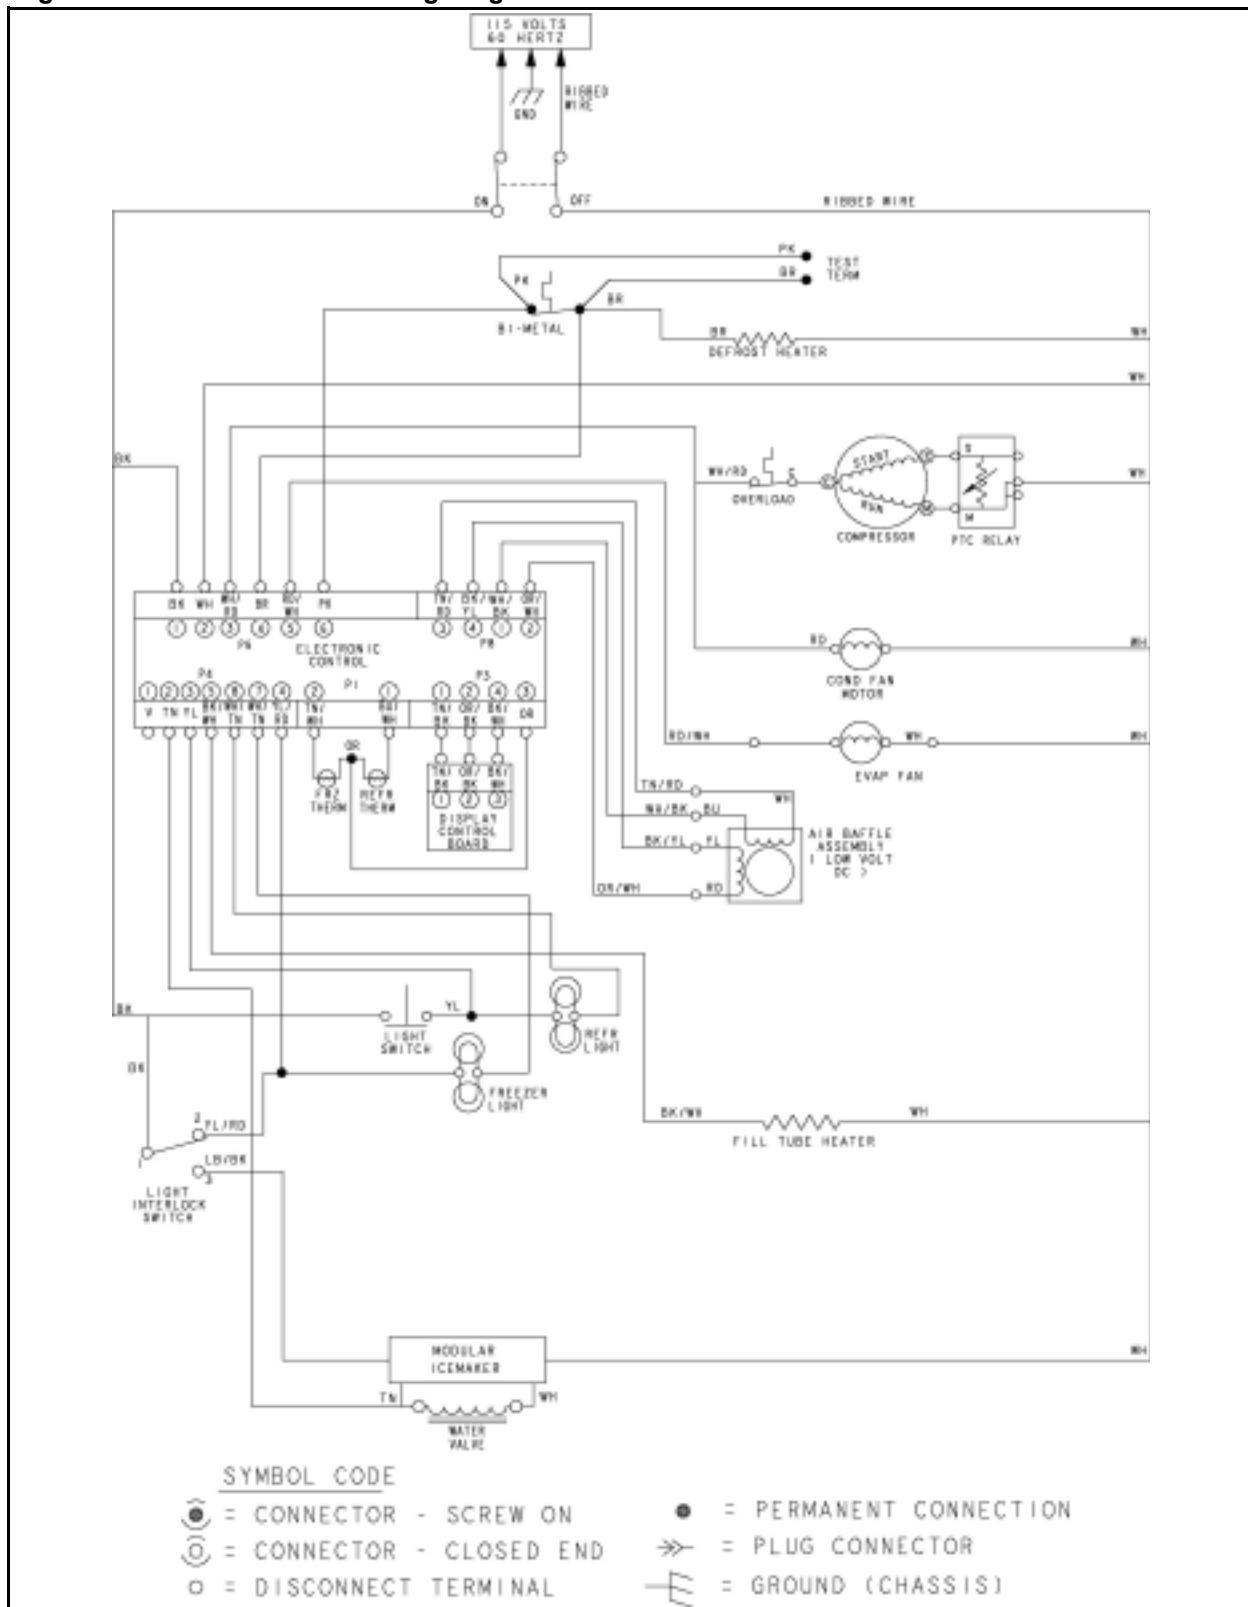 115 VOLTS
60 HERTZ
RIBBED
WIRE
GND
ON
OFF
RIBBED WIRE
PK
TEST
TERM
BR
PK
BR
BI-METAL
BR
WH
DEFROST HEATER
WH
BK
WH/RD
OVERLOAD
C
START
RUN
S
M
COMPRESSOR
S
M
PTC RELAY
WH
BK
WH
WH/
RD
BR
RD/
WH
PK
TN/
RD
BK/
YL
WH/
BK
OR/
WH
1 2 3 4 5 6
3 4 1 2
P6
P8
ELECTRONIC
CONTROL
P4
P1
P3
1 2 3 5 8 7 4
2 1
1 2 4 3
V
TN
YL
BK/
WH
WH/
TN
WH/
TN
YL/
RD
TN/
WH
BU/
WH
TN/
BK
OR/
BK
BK/
WH
OR
RD
WH
COND FAN
MOTOR
RD/WH
WH
WH
EVAP FAN
OR
FRZ
THERM
REFR
THERM
TN/
BK
OR/
BK
BK/
WH
1 2 3
DISPLAY
CONTROL
BOARD
TN/RD
WH
WH/BK
BU
BK/YL
YL
OR/WH
RD
AIR BAFFLE
ASSEMBLY
( LOW VOLT
DC )
BK
LIGHT
SWITCH
YL
REFR
LIGHT
BK
FREEZER
LIGHT
2
YL/RD
1
LB/BK
3
LIGHT
INTERLOCK
SWITCH
BK/WH
WH
FILL TUBE HEATER
MODULAR
ICEMAKER
WH
TN
WH
WATER
VALVE
SYMBOL CODE
= CONNECTOR - SCREW ON
= CONNECTOR - CLOSED END
= DISCONNECT TERMINAL
= PERMANENT CONNECTION
= PLUG CONNECTOR
= GROUND (CHASSIS)